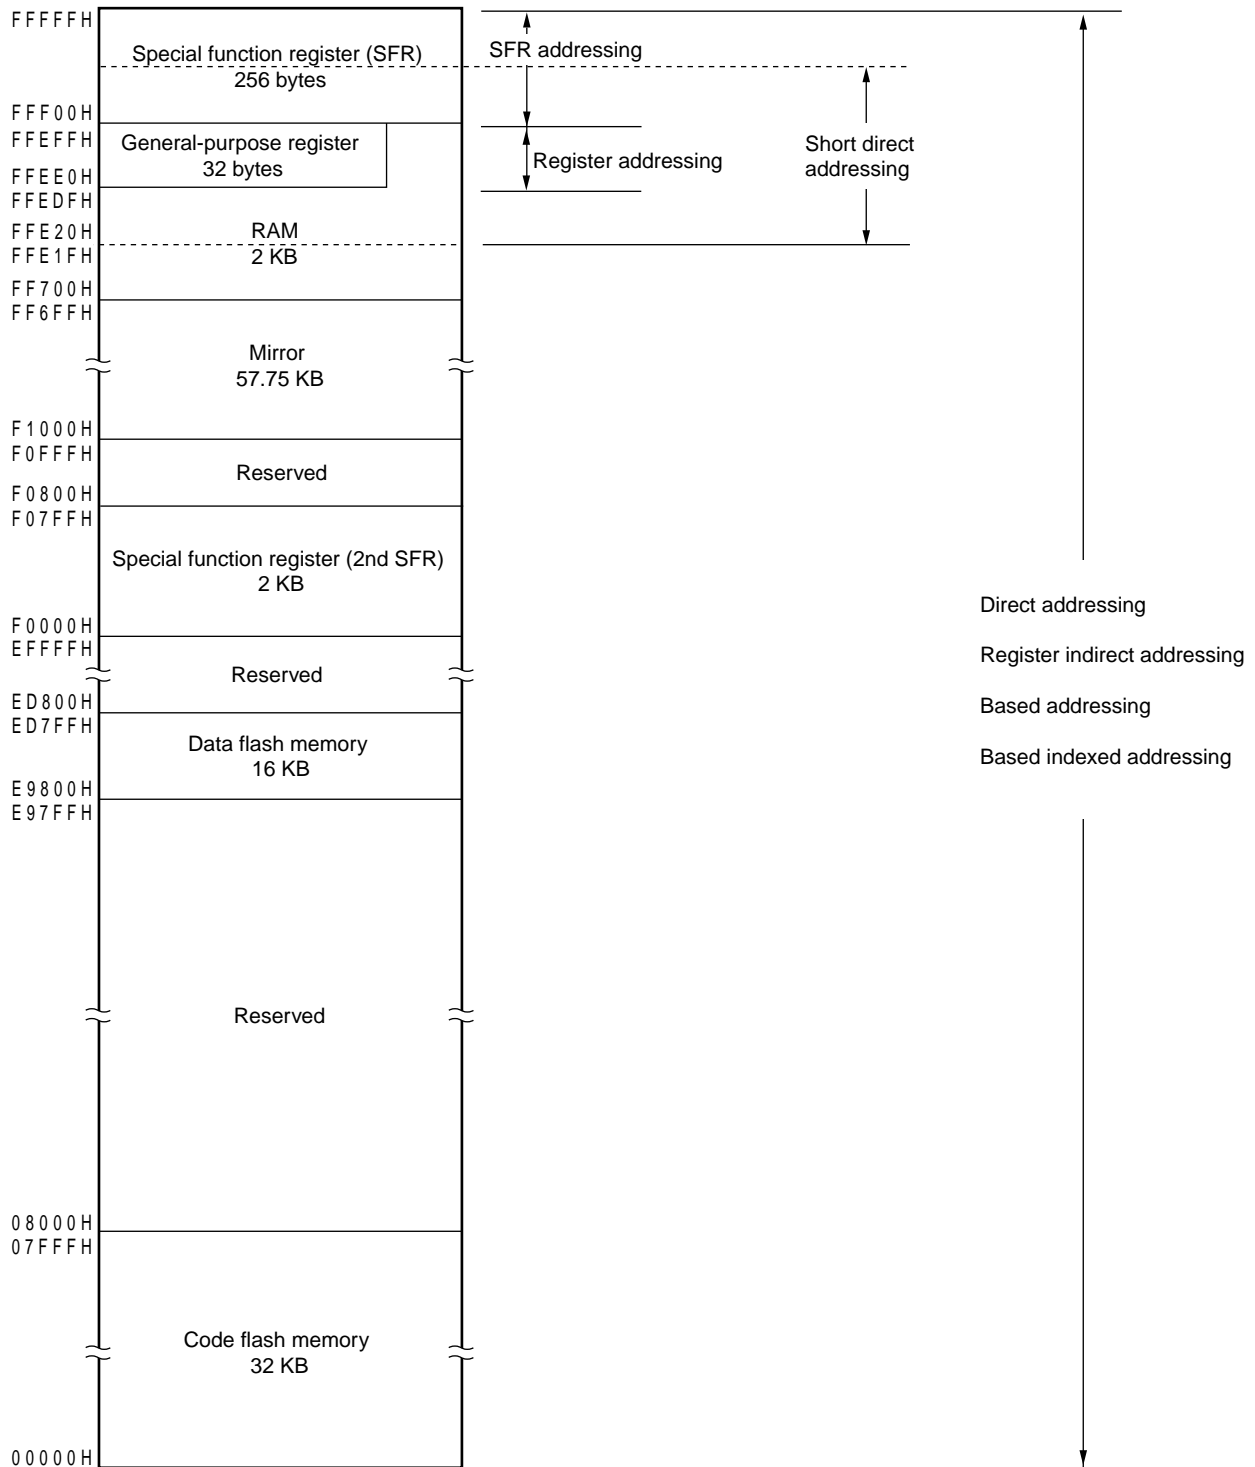 FFFFFH
Special function register (SFR)
256 bytes
SFR addressing
FFF00H
FFEFFH
General-purpose register
32 bytes
Register addressing
Short direct
addressing
FFEE0H
FFEDFH
FFE20H
RAM
2 KB
FFE1FH
FF700H
FF6FFH
Mirror
57.75 KB
F1000H
F0FFFH
Reserved
F0800H
F07FFH
Special function register (2nd SFR)
2 KB
F0000H
EFFFFH
Reserved
ED800H
ED7FFH
Data flash memory
16 KB
E9800H
E97FFH
Direct addressing
Register indirect addressing
Based addressing
Based indexed addressing
Reserved
08000H
07FFFH
Code flash memory
32 KB
00000H